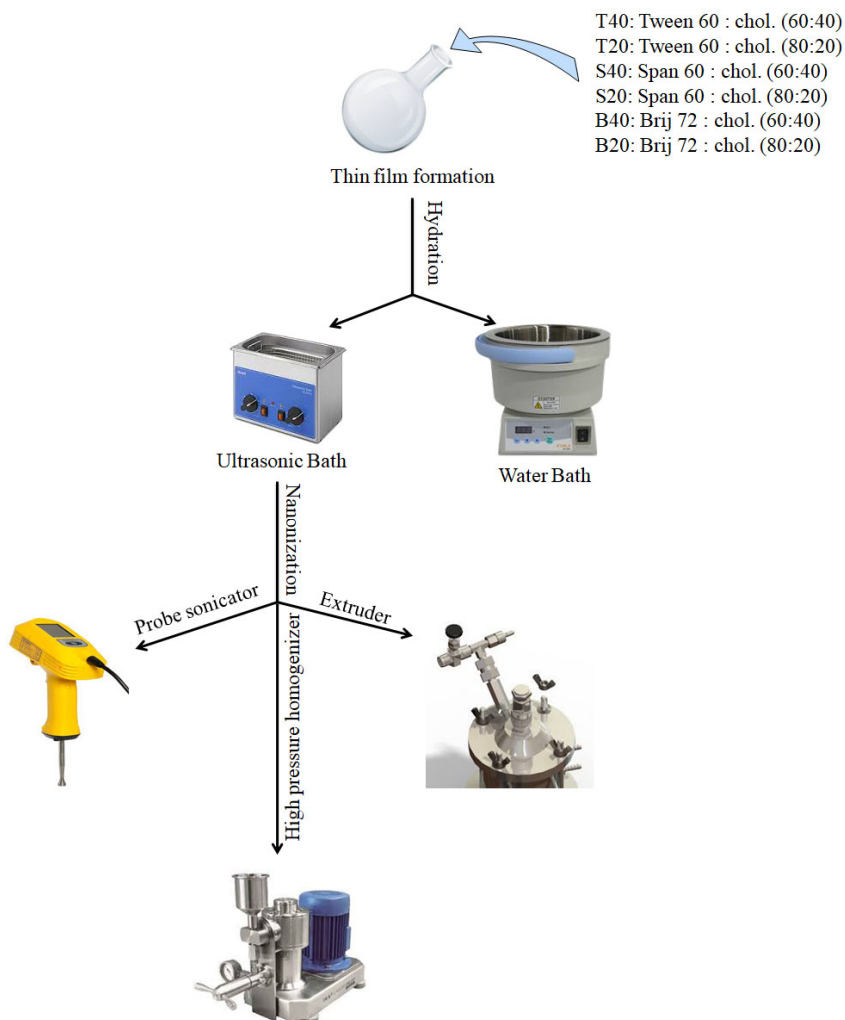 T40: Tween 60 : chol. (60:40)
T20: Tween 60 : chol. (80:20)
S40: Span 60 : chol. (60:40)
S20: Span 60 : chol. (80:20)
B40: Brij 72 : chol. (60:40)
B20: Brij 72 : chol. (80:20)
Thin film formation
Hydration
Ultrasonic Bath
Water Bath
Nanonization
Probe sonicator
Extruder
High pressure homogenizer